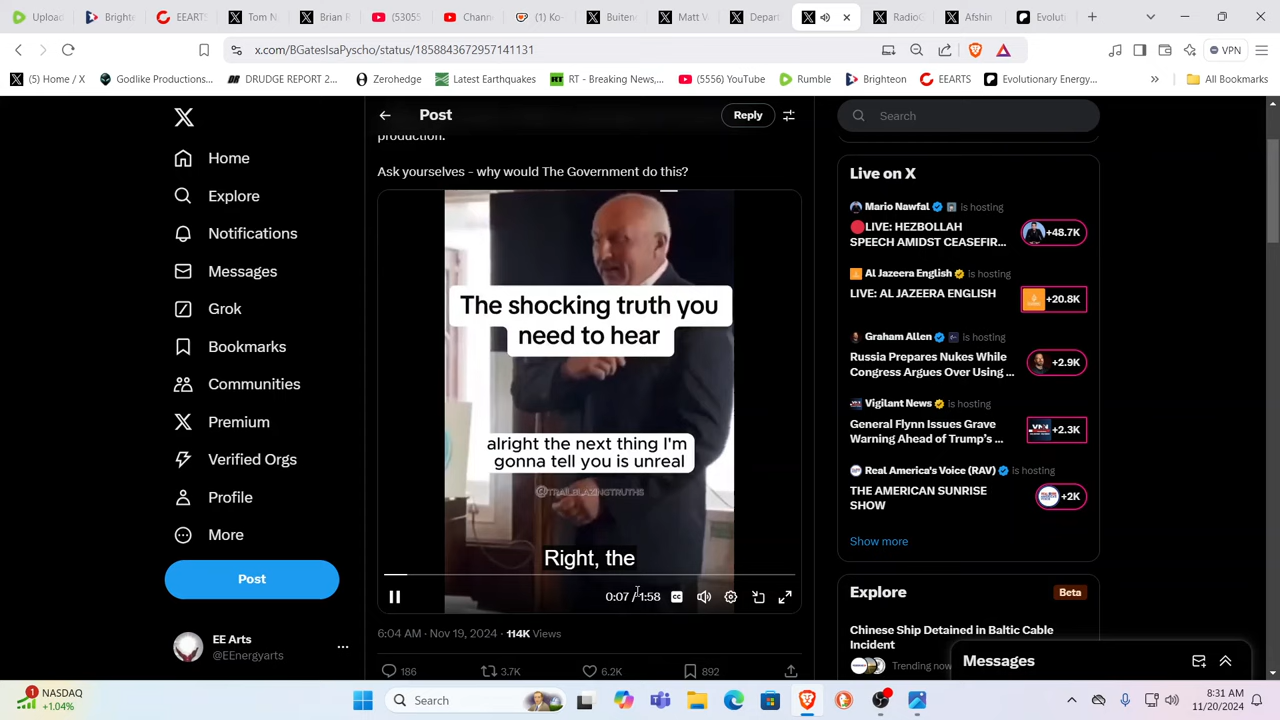 Upload
Brighte
EEARTS
Tom N
Brian R
(53055
Chann
(1) Ko-
Buiten
Matt V
Depart
RadioG
Afshin
Evoluti
x.com/BGatesIsaPyscho/status/1858843672957141131
VPN
(5) Home / X
Godlike Productions...
DRUDGE REPORT 2...
Zerohedge
Latest Earthquakes
RT - Breaking News,...
(5556) YouTube
Rumble
Brighteon
EEARTS
Evolutionary Energy...
»
All Bookmarks
Home
Explore
Notifications
Messages
Grok
Bookmarks
Communities
Premium
Verified Orgs
Profile
More
Post
EE Arts
@EEnergyarts
Post
Reply
production.
Ask yourselves - why would The Government do this?
The shocking truth you
need to hear
alright the next thing I'm
gonna tell you is unreal
@TRAILBLAZINGTRUTHS
Right, the
0:07 / 1:58
6:04 AM · Nov 19, 2024 · 114K Views
186
3.7K
6.2K
892
Search
Live on X
Mario Nawfal is hosting
LIVE: HEZBOLLAH
SPEECH AMIDST CEASEFIR...
+48.7K
Al Jazeera English is hosting
LIVE: AL JAZEERA ENGLISH
+20.8K
Graham Allen is hosting
Russia Prepares Nukes While
Congress Argues Over Using ...
+2.9K
Vigilant News is hosting
General Flynn Issues Grave
Warning Ahead of Trump's ...
+2.3K
Real America's Voice (RAV) is hosting
THE AMERICAN SUNRISE
SHOW
+2K
Show more
Explore
Beta
Chinese Ship Detained in Baltic Cable
Incident
Trending now
Messages
1
NASDAQ
+1.04%
Search
8:31 AM
11/20/2024